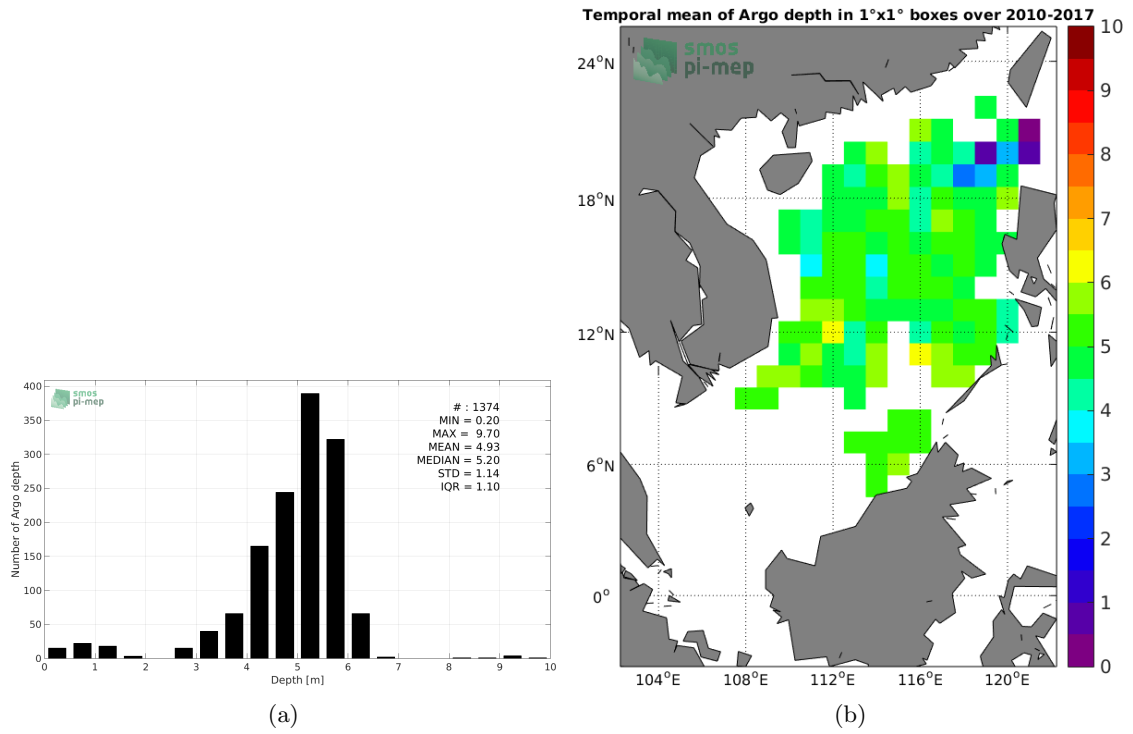 Temporal mean of Argo depth in 1°x1° boxes over 2010-2017
smos
pi-mep
24°N
18°N
12°N
6°N
0°
104°E 108°E 112°E 116°E 120°E
10
9
8
7
6
5
4
3
2
1
0
smos
pi-mep
# : 1374
MIN = 0.20
MAX = 9.70
MEAN = 4.93
MEDIAN = 5.20
STD = 1.14
IQR = 1.10
Number of Argo depth
400
350
300
250
200
150
100
50
0
0 1 2 3 4 5 6 7 8 9 10
Depth [m]
(a) (b)